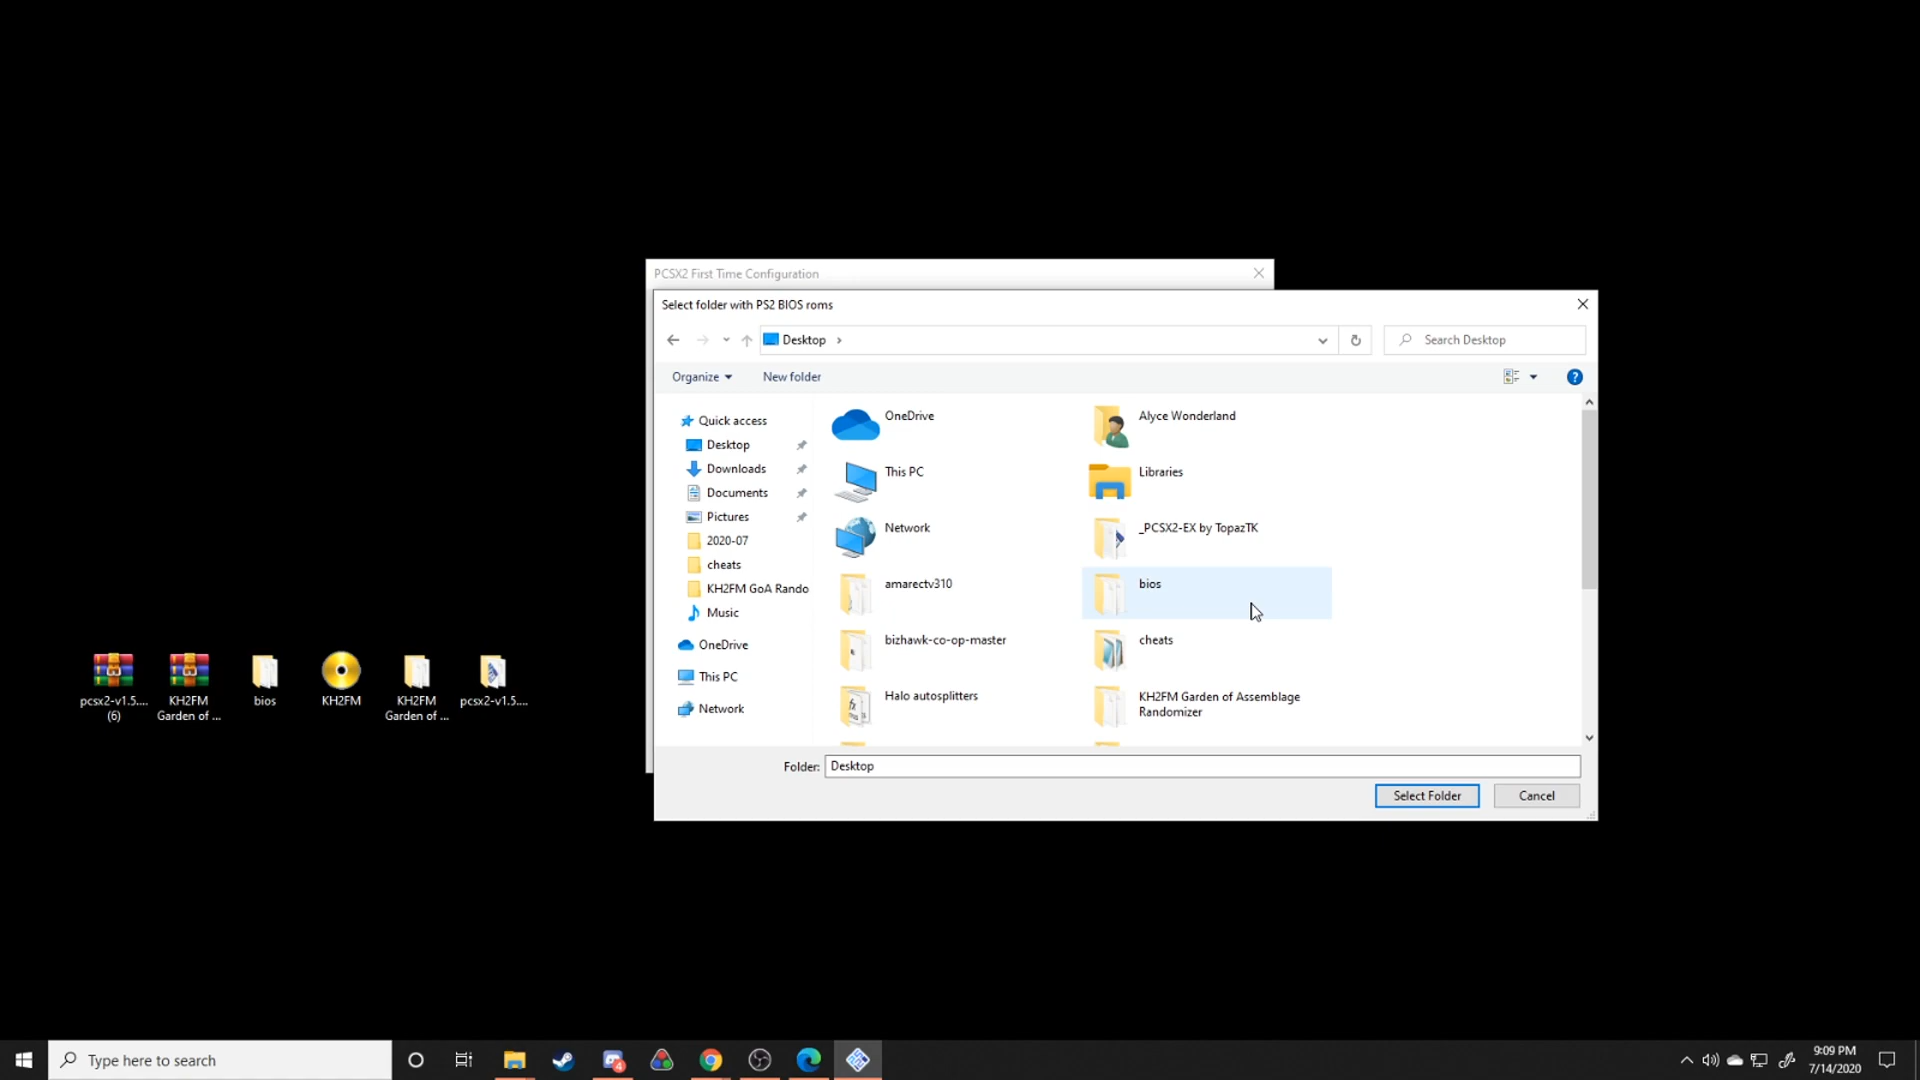 PCSX2 First Time Configuration
Select folder with PS2 BIOS roms
Desktop
Search Desktop
Organize
New folder
Quick access
Desktop
Downloads
Documents
Pictures
2020-07
cheats
KH2FM GoA Rando
Music
OneDrive
This PC
Network
OneDrive
Alyce Wonderland
This PC
Libraries
Network
_PCSX2-EX by TopazTK
amarectv310
bios
bizhawk-co-op-master
cheats
Halo autosplitters
KH2FM Garden of Assemblage
Randomizer
Folder:
Desktop
Select Folder
Cancel
pcsx2-v1.5....
(6)
KH2FM
Garden of ...
bios
KH2FM
KH2FM
Garden of ...
pcsx2-v1.5....
Type here to search
4
9:09 PM
7/14/2020